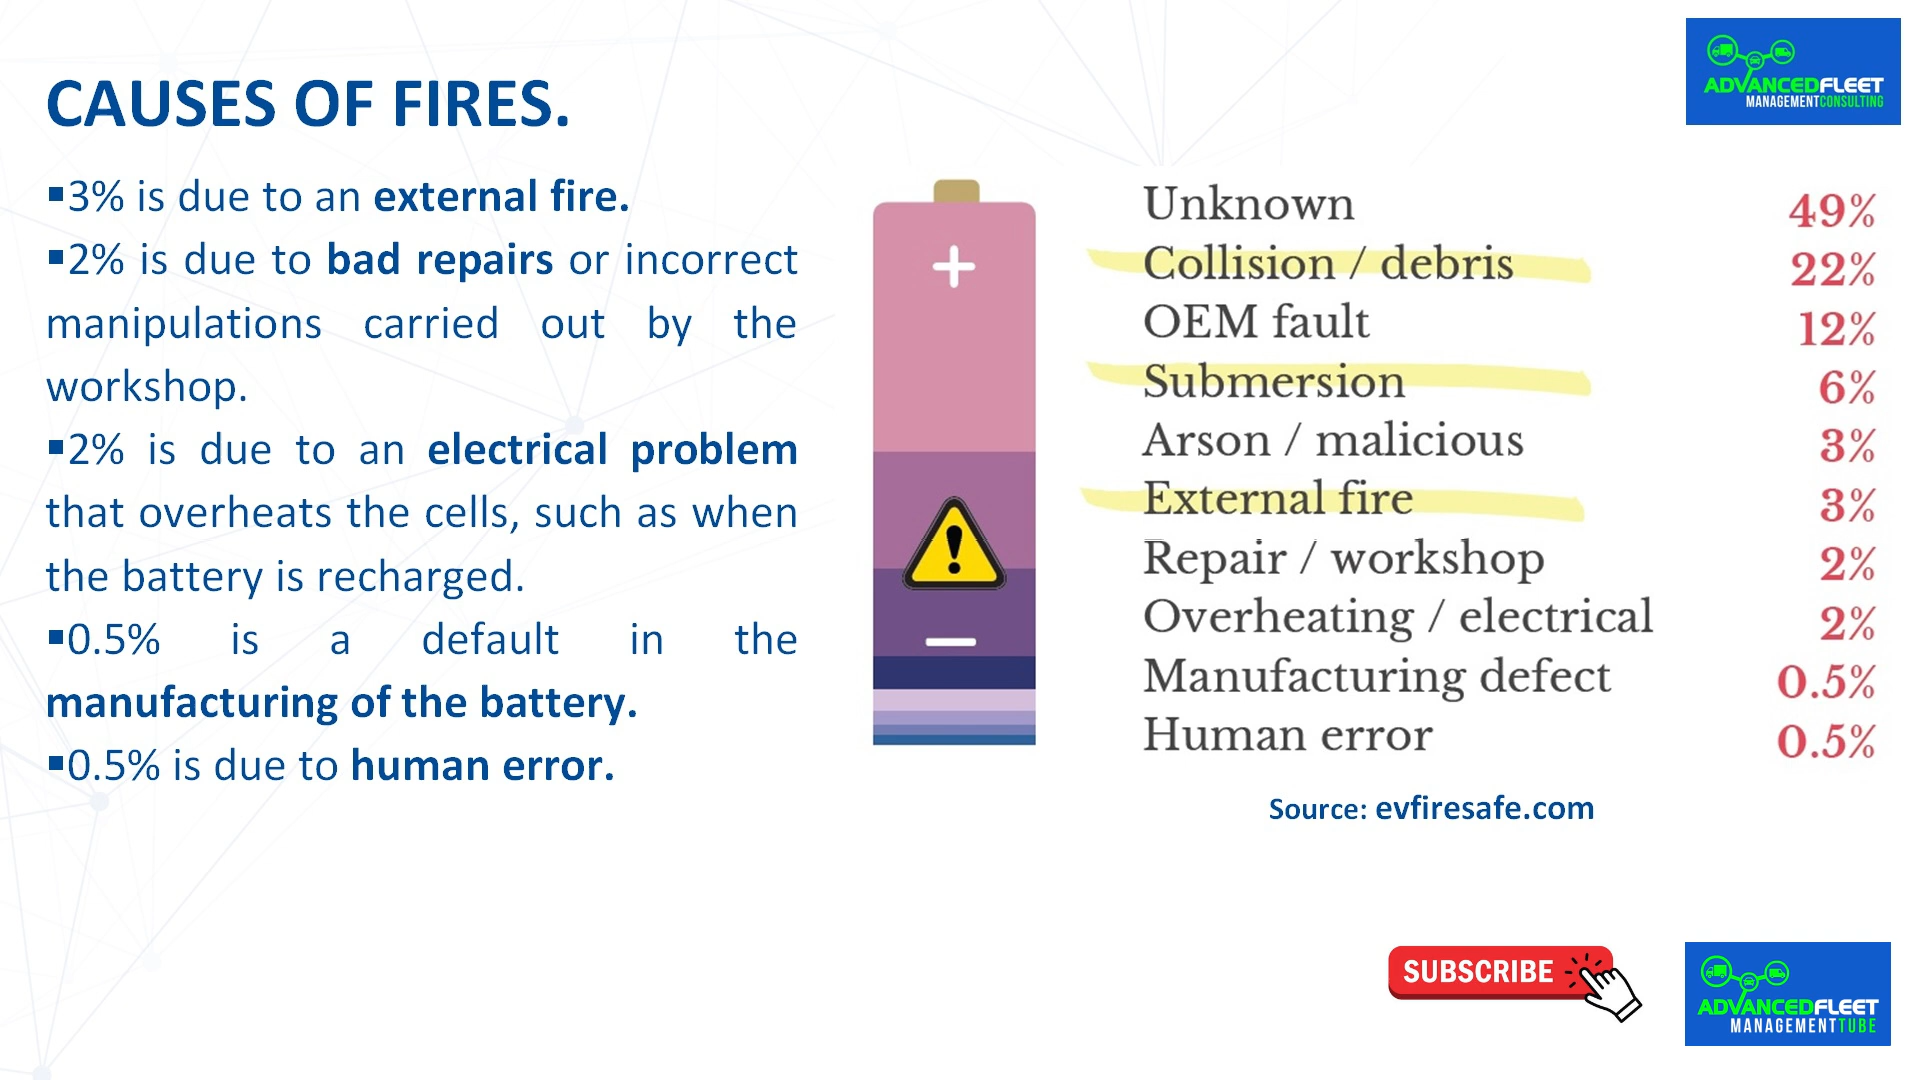 ADVANCEDFLEET
MANAGEMENTCONSULTING
CAUSES OF FIRES.
▪3% is due to an external fire.
▪2% is due to bad repairs or incorrect
manipulations carried out by the
workshop.
▪2% is due to an electrical problem
that overheats the cells, such as when
the battery is recharged.
▪0.5% is a default in the
manufacturing of the battery.
▪0.5% is due to human error.
Unknown 49%
Collision / debris 22%
OEM fault 12%
Submersion 6%
Arson / malicious 3%
External fire 3%
Repair / workshop 2%
Overheating / electrical 2%
Manufacturing defect 0.5%
Human error 0.5%
Source: evfiresafe.com
SUBSCRIBE
ADVANCEDFLEET
MANAGEMENTTUBE